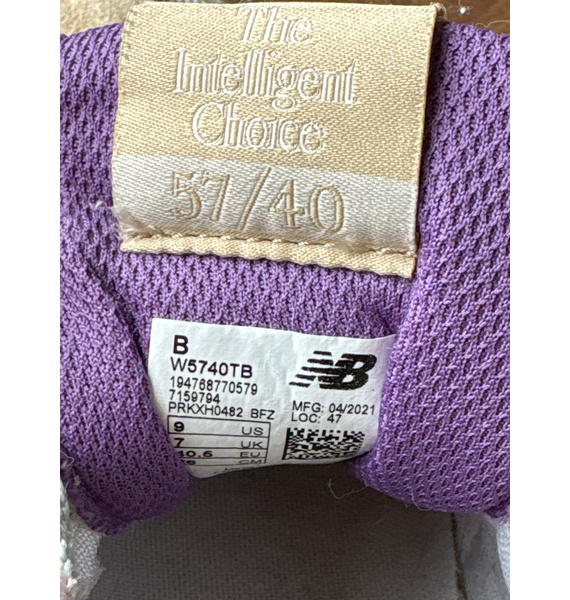 The
Intelligent
Choice
57/40
B
W5740TB
194768770579
7159794
PRKXH0482 BFZ
NB
MFG: 04/2021
LOC: 47
9 US
7 UK
40.5 EU
CM